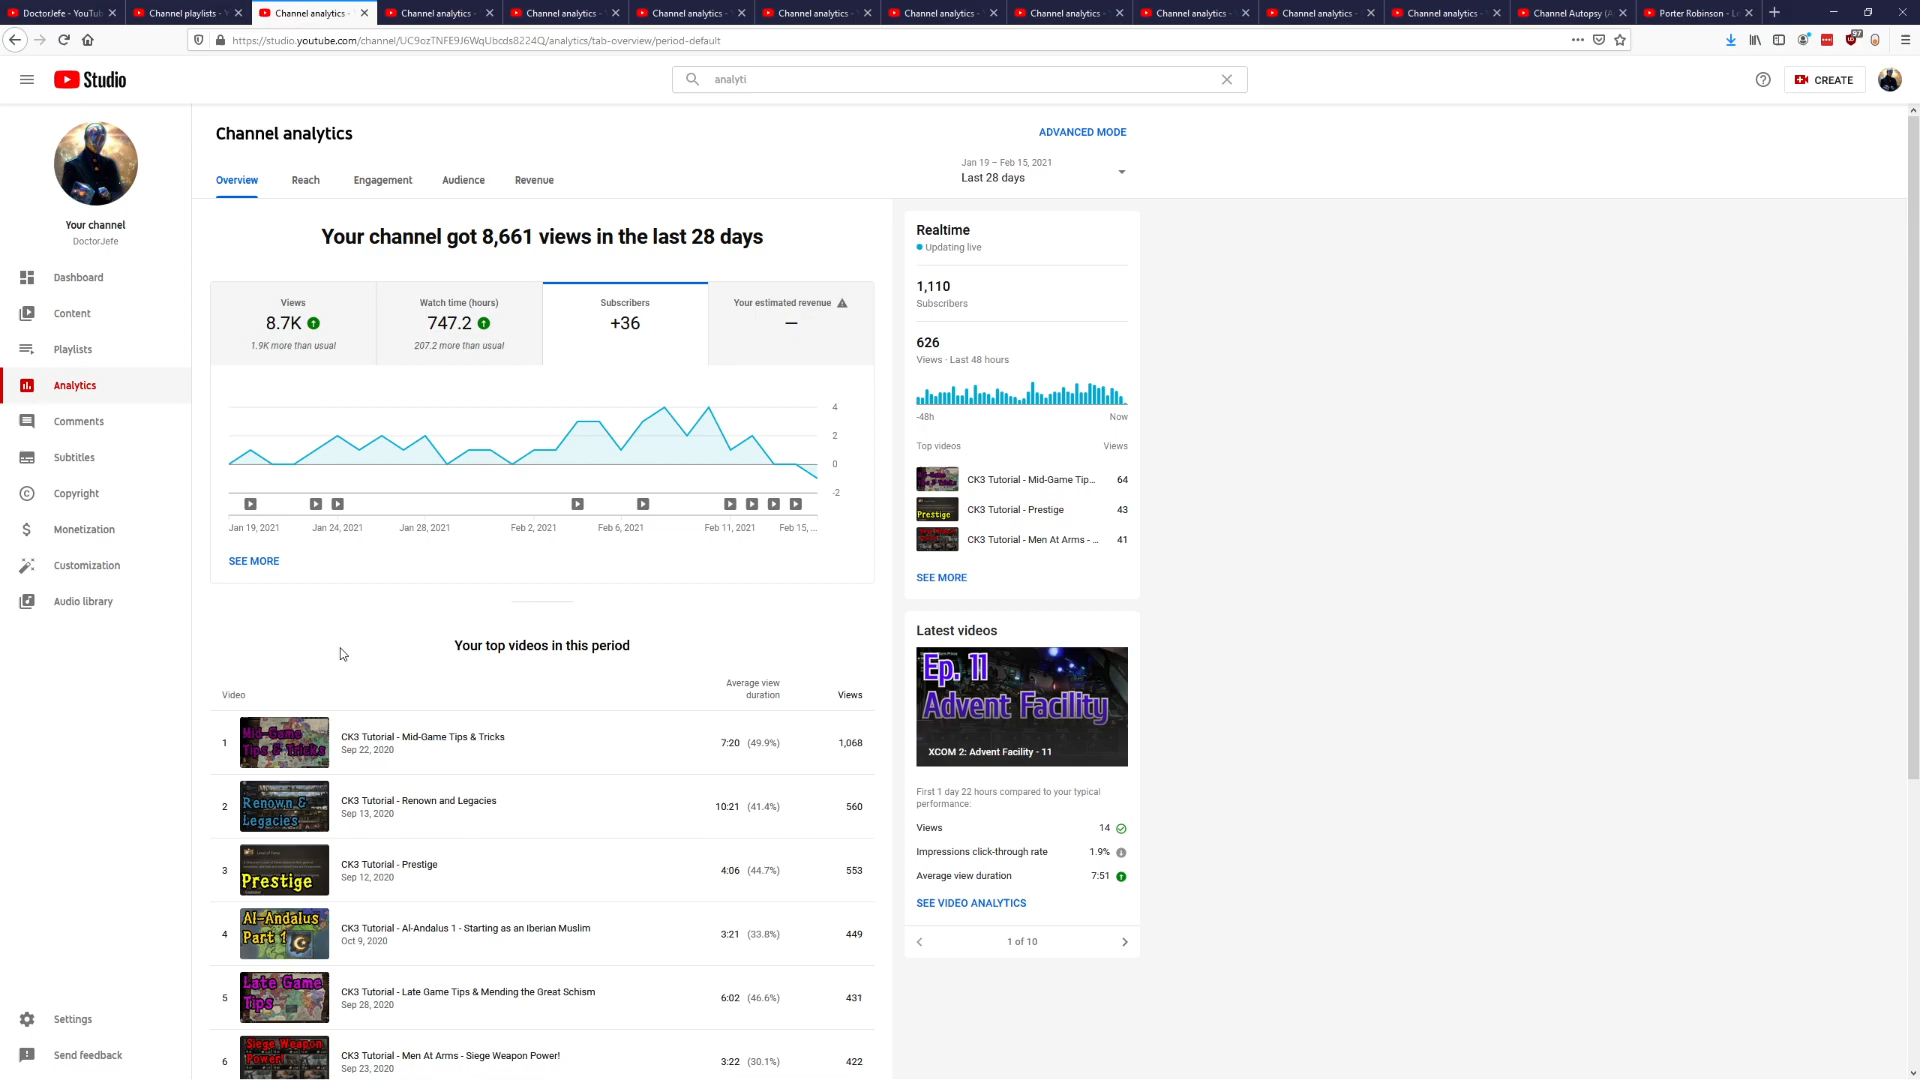 DoctorJefe - YouTub
Channel playlists - Y
Channel analytics -
Channel analytics -
Channel analytics -
Channel analytics -
Channel analytics -
Channel analytics -
Channel analytics -
Channel analytics -
Channel analytics -
Channel analytics -
Channel Autopsy (A
Porter Robinson - Lo
https://studio.youtube.com/channel/UC9ozTNFE9J6WqUbcds8224Q/analytics/tab-overview/period-default
97
Studio
analyti
CREATE
Your channel
DoctorJefe
Dashboard
Content
Playlists
Analytics
Comments
Subtitles
Copyright
Monetization
Customization
Audio library
Settings
Send feedback
Channel analytics
ADVANCED MODE
Overview
Reach
Engagement
Audience
Revenue
Jan 19 – Feb 15, 2021
Last 28 days
Your channel got 8,661 views in the last 28 days
Views
8.7K
1.9K more than usual
Watch time (hours)
747.2
207.2 more than usual
Subscribers
+36
Your estimated revenue
—
4
2
0
-2
Jan 19, 2021
Jan 24, 2021
Jan 28, 2021
Feb 2, 2021
Feb 6, 2021
Feb 11, 2021
Feb 15, ...
SEE MORE
Your top videos in this period
Video
Average view
duration
Views
1
Mid-Game
Tips & Tricks
CK3 Tutorial - Mid-Game Tips & Tricks
Sep 22, 2020
7:20 (49.9%)
1,068
2
Renown &
Legacies
CK3 Tutorial - Renown and Legacies
Sep 13, 2020
10:21 (41.4%)
560
3
Prestige
CK3 Tutorial - Prestige
Sep 12, 2020
4:06 (44.7%)
553
4
Al-Andalus
Part 1
CK3 Tutorial - Al-Andalus 1 - Starting as an Iberian Muslim
Oct 9, 2020
3:21 (33.8%)
449
5
Late Game
Tips
CK3 Tutorial - Late Game Tips & Mending the Great Schism
Sep 28, 2020
6:02 (46.6%)
431
6
Siege Weapon
Power!
CK3 Tutorial - Men At Arms - Siege Weapon Power!
Sep 23, 2020
3:22 (30.1%)
422
Realtime
Updating live
1,110
Subscribers
626
Views · Last 48 hours
-48h
Now
Top videos
Views
CK3 Tutorial - Mid-Game Tip...
64
Prestige
CK3 Tutorial - Prestige
43
CK3 Tutorial - Men At Arms - ...
41
SEE MORE
Latest videos
Ep. 11
Advent Facility
XCOM 2: Advent Facility - 11
First 1 day 22 hours compared to your typical
performance:
Views
14
Impressions click-through rate
1.9%
Average view duration
7:51
SEE VIDEO ANALYTICS
1 of 10